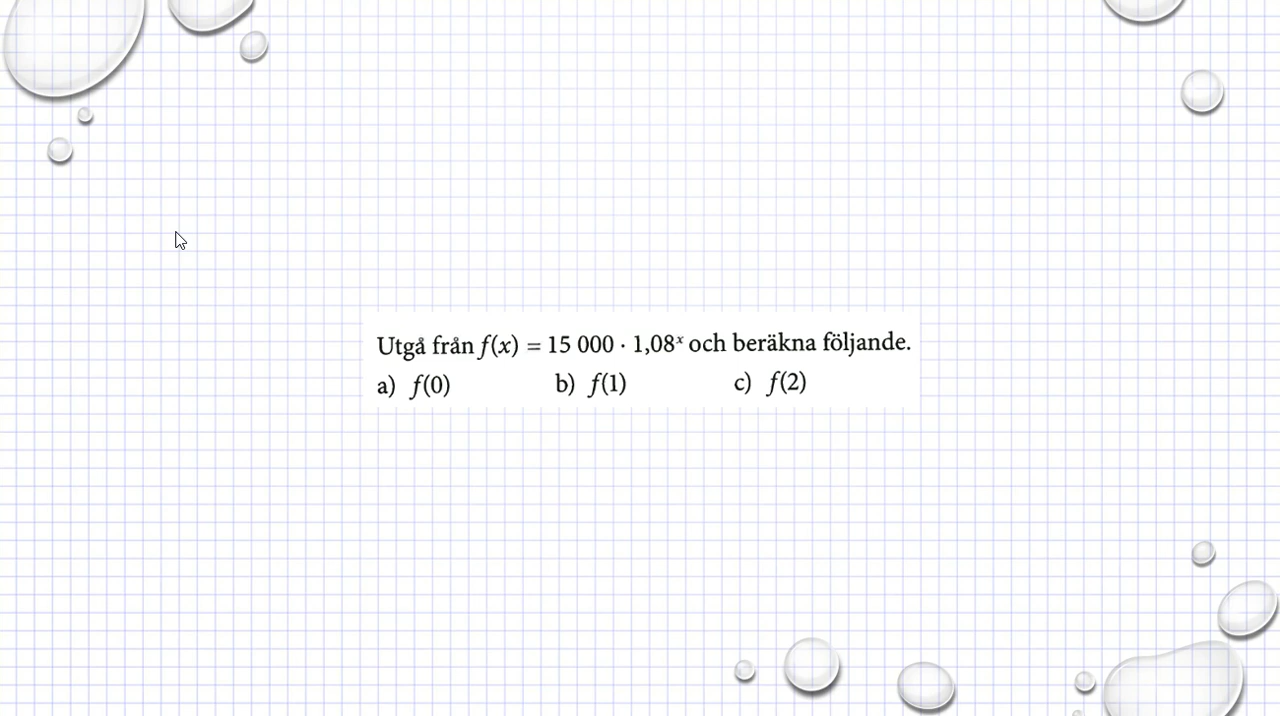 Utgå från f(x) = 15 000 · 1,08ˣ och beräkna följande.
a) f(0) b) f(1) c) f(2)